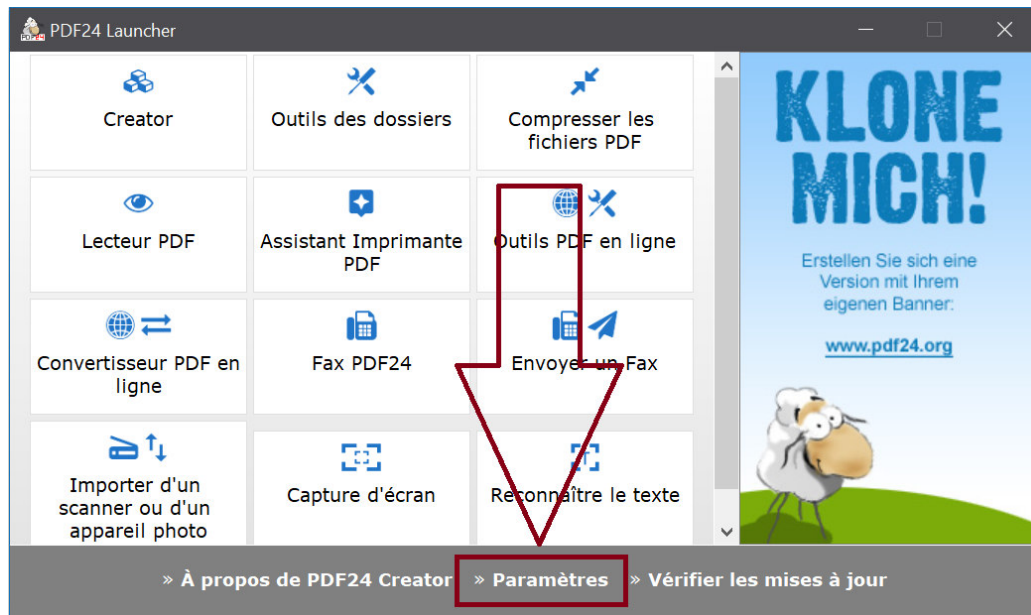 PDF24 Launcher
Creator
Outils des dossiers
Compresser les
fichiers PDF
Lecteur PDF
Assistant Imprimante
PDF
Outils PDF en ligne
Convertisseur PDF en
ligne
Fax PDF24
Envoyer un Fax
Importer d'un
scanner ou d'un
appareil photo
Capture d'écran
Reconnaître le texte
KLONE
MICH!
Erstellen Sie sich eine
Version mit Ihrem
eigenen Banner:
www.pdf24.org
» À propos de PDF24 Creator » Paramètres » Vérifier les mises à jour